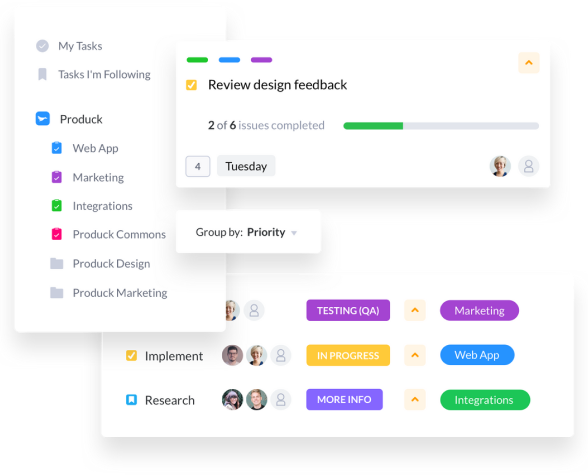 My Tasks
Tasks I'm Following
Produck
Web App
Marketing
Integrations
Produck Commons
Produck Design
Produck Marketing
Review design feedback
2 of 6 issues completed
4 Tuesday
Group by: Priority
TESTING (QA) Marketing
Implement IN PROGRESS Web App
Research MORE INFO Integrations